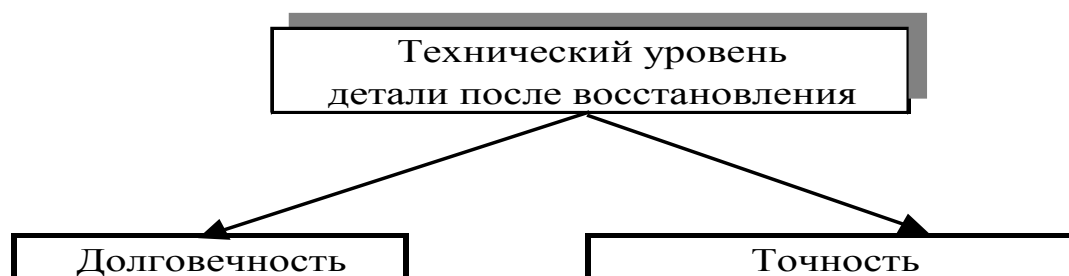 Технический уровень
детали после восстановления
Долговечность
Точность